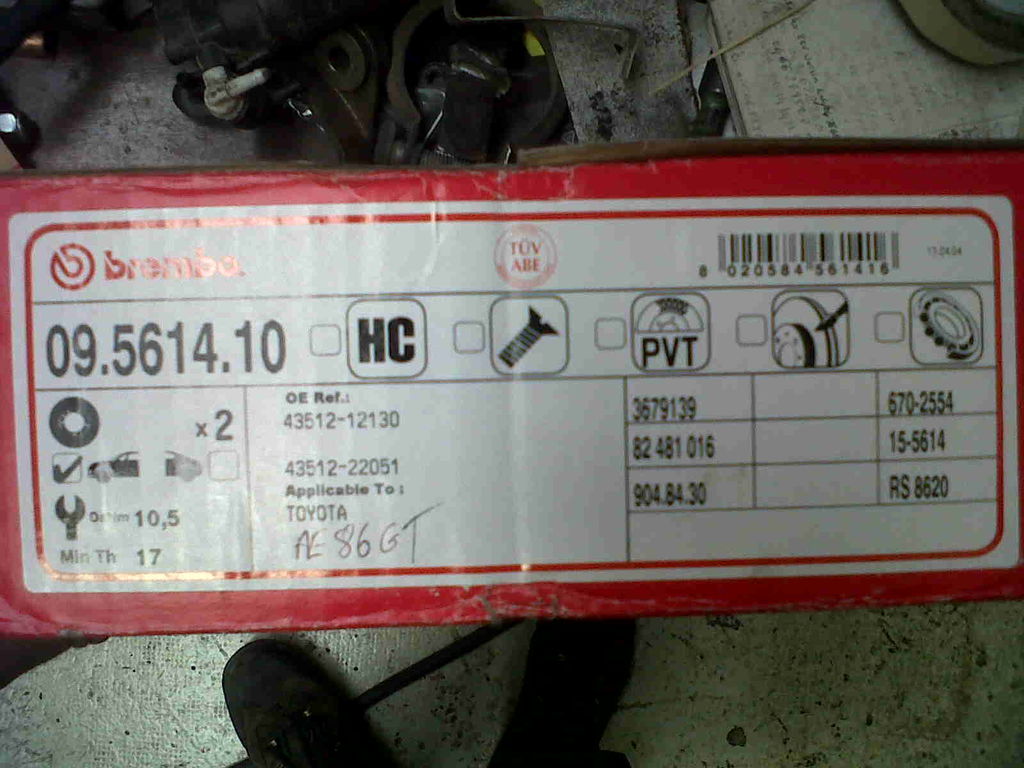 brembo
TÜV
ABE
8 020584 561416
09.5614.10
HC
PVT
x 2
OE Ref.:
43512-12130
43512-22051
Applicable To :
TOYOTA
AE 86 GT
10,5
Min Th 17
3679139
670-2554
82 481 016
15-5614
904.84.30
RS 8620